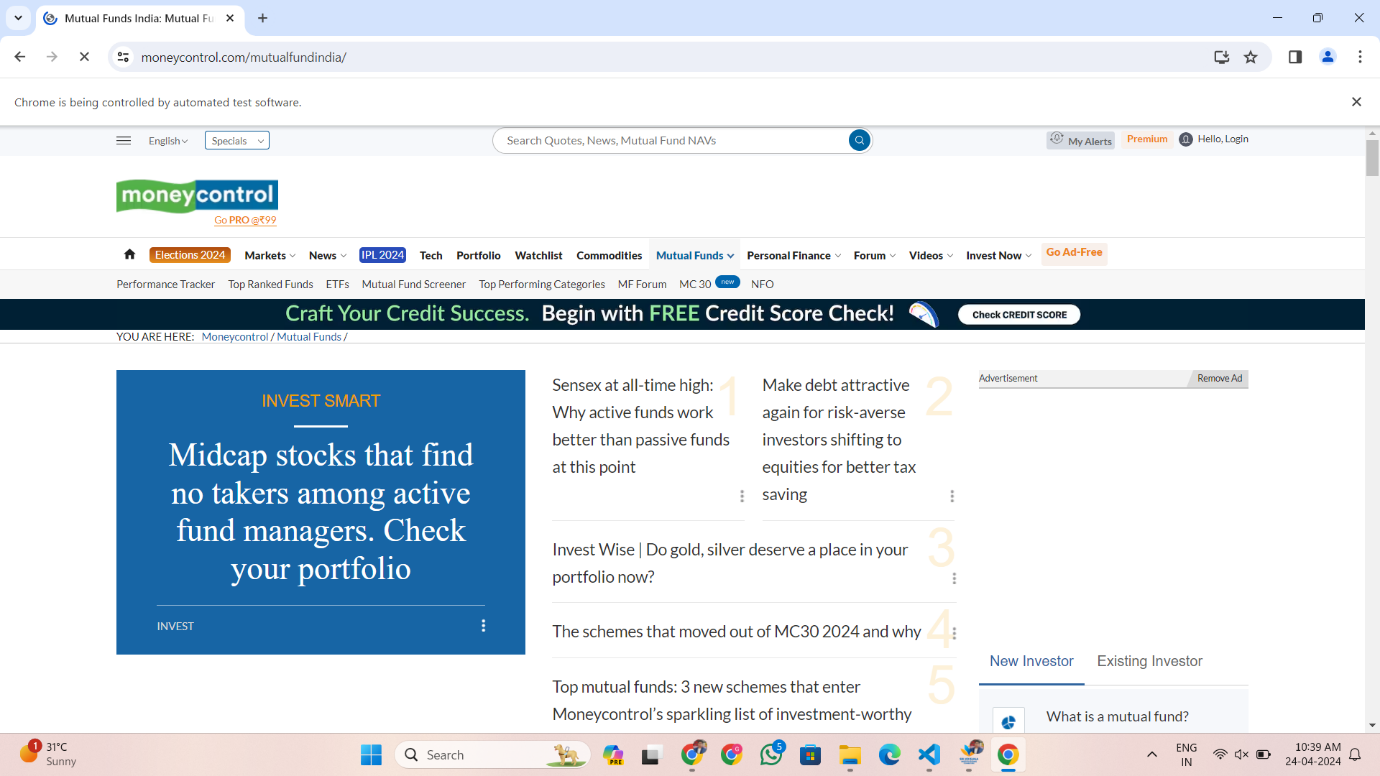 Mutual Funds India: Mutual Fu
moneycontrol.com/mutualfundindia/
Chrome is being controlled by automated test software.
English
Specials
Search Quotes, News, Mutual Fund NAVs
My Alerts
Premium
Hello, Login
moneycontrol
Go PRO @₹99
Elections 2024
Markets
News
IPL 2024
Tech
Portfolio
Watchlist
Commodities
Mutual Funds
Personal Finance
Forum
Videos
Invest Now
Go Ad-Free
Performance Tracker
Top Ranked Funds
ETFs
Mutual Fund Screener
Top Performing Categories
MF Forum
MC 30 new
NFO
Craft Your Credit Success. Begin with FREE Credit Score Check!
Check CREDIT SCORE
YOU ARE HERE: Moneycontrol / Mutual Funds /
INVEST SMART
Midcap stocks that find
no takers among active
fund managers. Check
your portfolio
INVEST
1
Sensex at all-time high:
Why active funds work
better than passive funds
at this point
2
Make debt attractive
again for risk-averse
investors shifting to
equities for better tax
saving
3
Invest Wise | Do gold, silver deserve a place in your
portfolio now?
4
The schemes that moved out of MC30 2024 and why
5
Top mutual funds: 3 new schemes that enter
Moneycontrol's sparkling list of investment-worthy
Advertisement
Remove Ad
New Investor
Existing Investor
What is a mutual fund?
1
31°C
Sunny
Search
PRE
5
ENG
IN
10:39 AM
24-04-2024